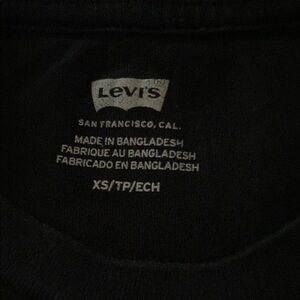 Levi's
SAN FRANCISCO, CAL.
MADE IN BANGLADESH
FABRIQUE AU BANGLADESH
FABRICADO EN BANGLADESH
XS/TP/ECH